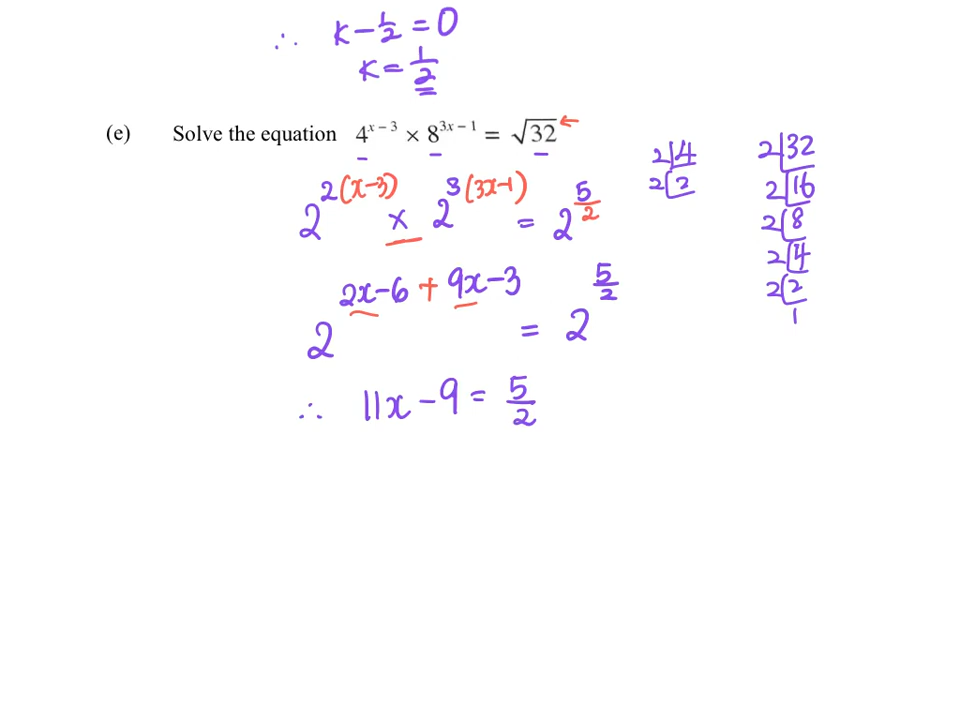 ∴ k − 1/2 = 0
k = 1/2
(e) Solve the equation 4^(x − 3) × 8^(3x − 1) = √32 ←
2^(2(x−3)) × 2^(3(3x−1)) = 2^(5/2)
2^(2x−6 + 9x−3) = 2^(5/2)
∴ 11x − 9 = 5/2
2|4
2|2
2|32
2|16
2|8
2|4
2|2
1